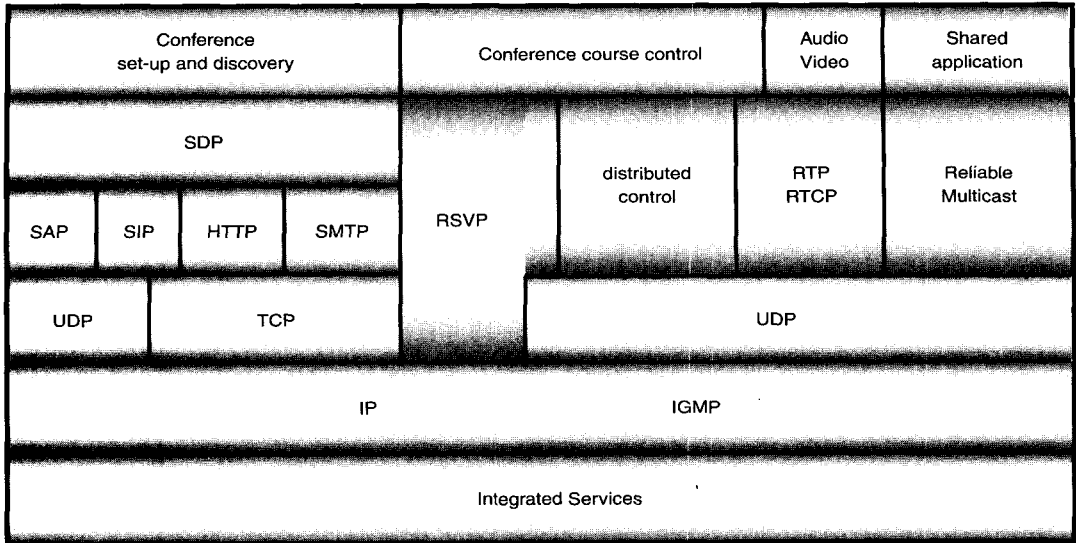 Conference
set-up and discovery
Conference course control
Audio
Video
Shared
application
SDP
RSVP
distributed
control
RTP
RTCP
Reliable
Multicast
SAP
SIP
HTTP
SMTP
UDP
TCP
UDP
IP
IGMP
Integrated Services